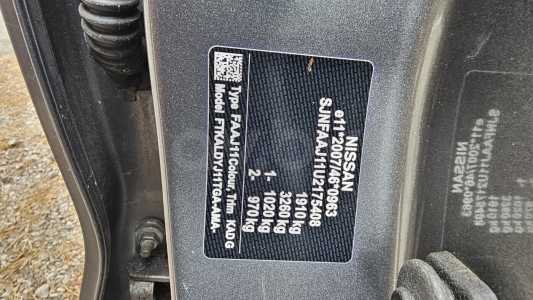 NISSAN
e11*2007/46*0963
SJNFAAJ11U2175408
1910 kg
3260 kg
1- 1020 kg
2- 970 kg
Type FAAJ11 Colour, Trim KAD G
Model FTKALDYJ11TGA-AMA-